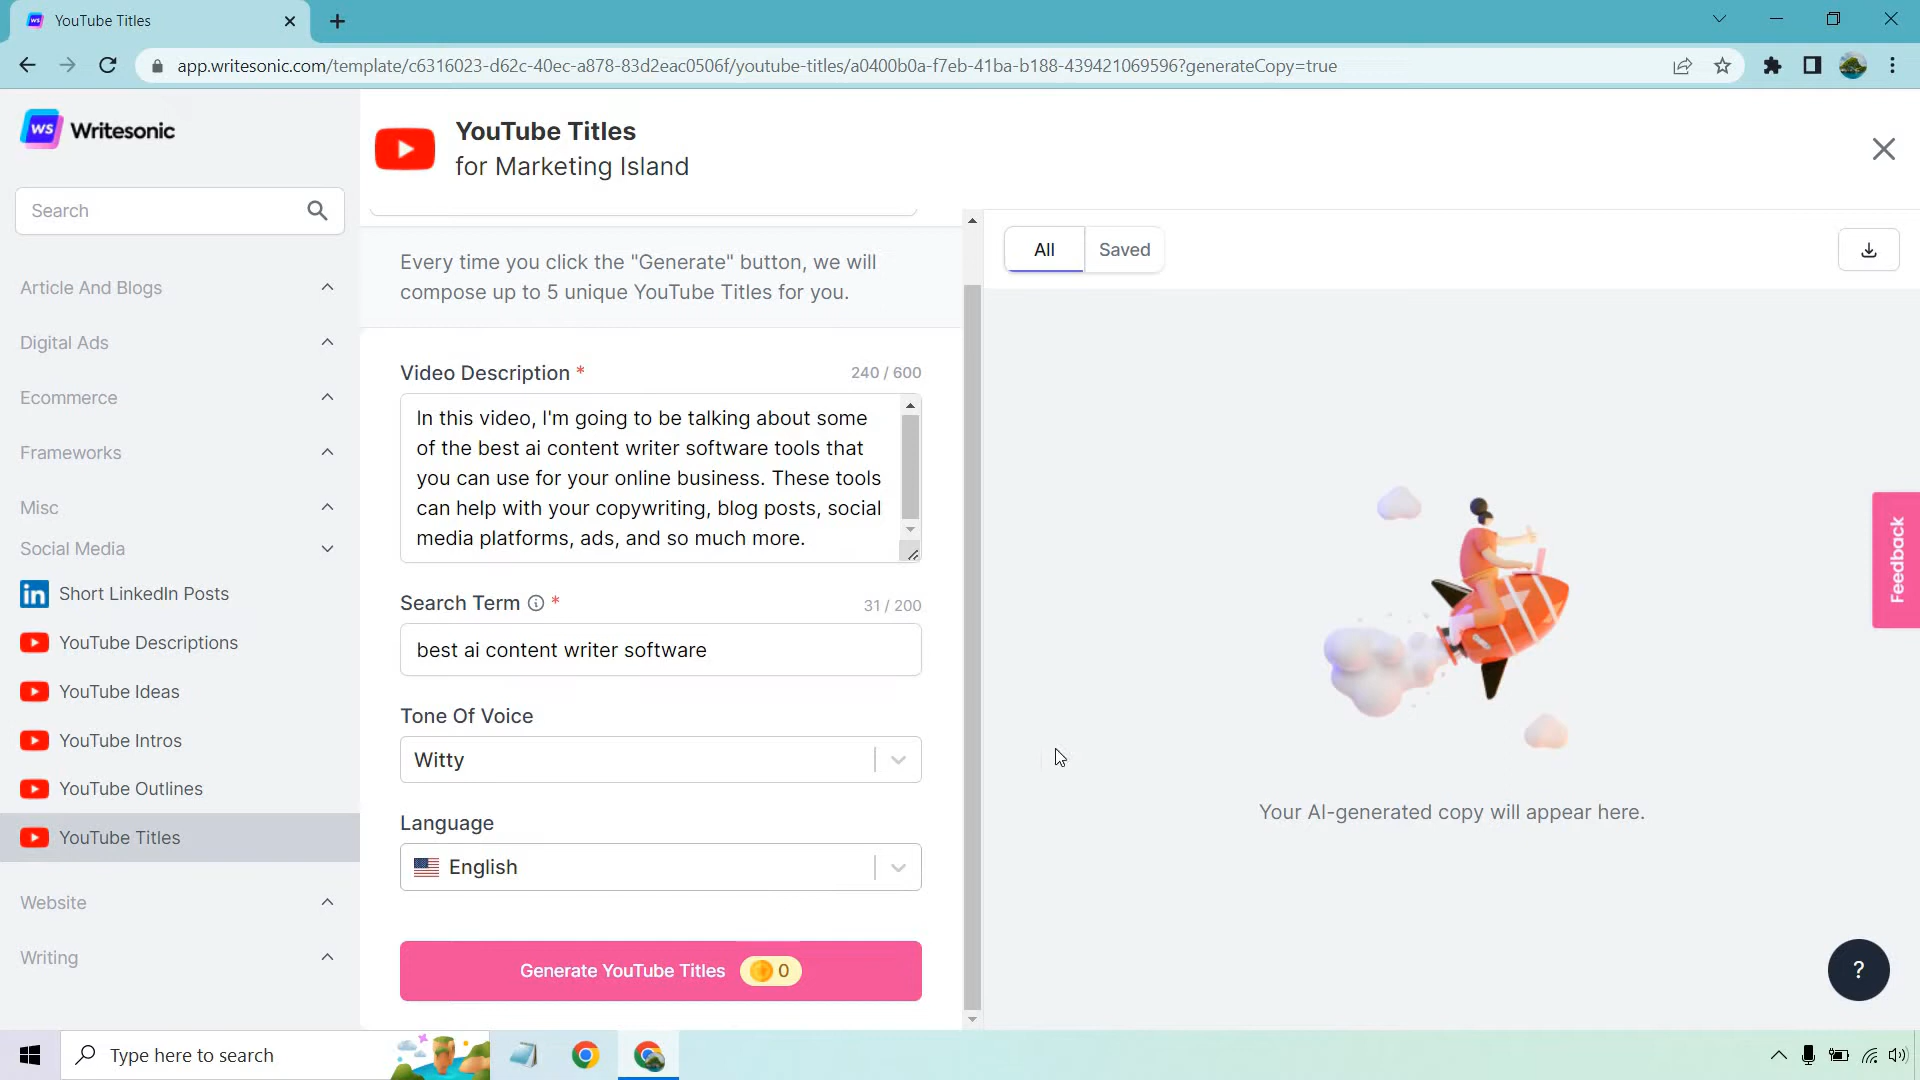 YouTube Titles
app.writesonic.com/template/c6316023-d62c-40ec-a878-83d2eac0506f/youtube-titles/a0400b0a-f7eb-41ba-b188-439421069596?generateCopy=true
WS Writesonic
YouTube Titles
for Marketing Island
Search
Article And Blogs
Digital Ads
Ecommerce
Frameworks
Misc
Social Media
Short LinkedIn Posts
YouTube Descriptions
YouTube Ideas
YouTube Intros
YouTube Outlines
YouTube Titles
Website
Writing
Every time you click the "Generate" button, we will
compose up to 5 unique YouTube Titles for you.
Video Description * 240 / 600
In this video, I'm going to be talking about some
of the best ai content writer software tools that
you can use for your online business. These tools
can help with your copywriting, blog posts, social
media platforms, ads, and so much more.
Search Term * 31 / 200
best ai content writer software
Tone Of Voice
Witty
Language
English
Generate YouTube Titles 0
All Saved
Your AI-generated copy will appear here.
Feedback
?
Type here to search